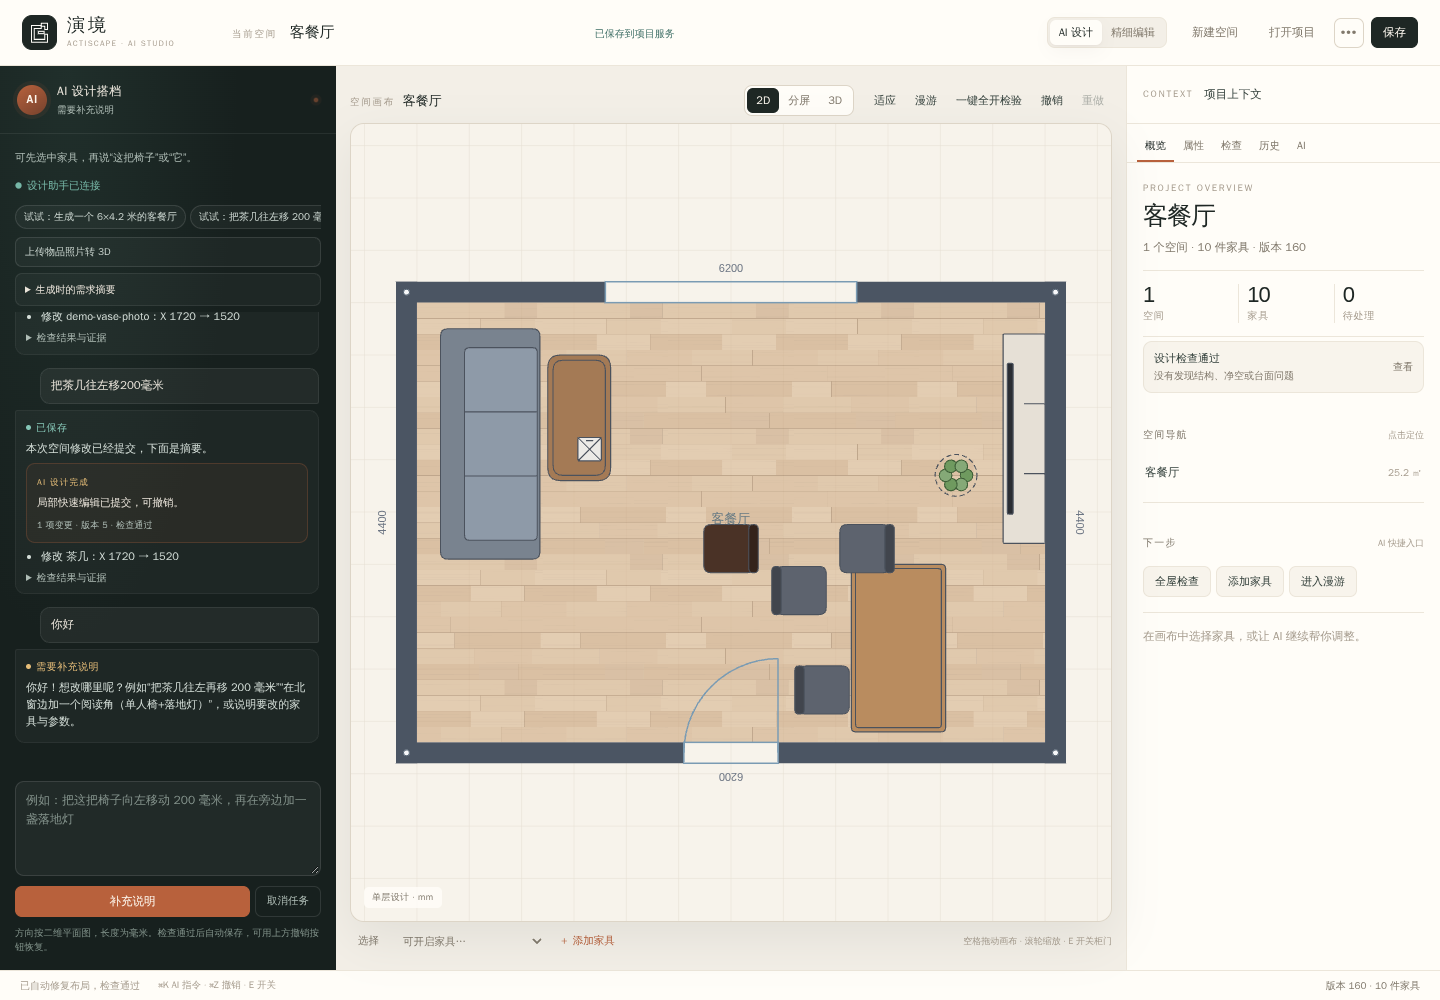 演境
ACTISCAPE · AI STUDIO
当前空间 客餐厅
已保存到项目服务
AI 设计 精细编辑 新建空间 打开项目 ••• 保存
AI
AI 设计搭档
需要补充说明
可先选中家具，再说“这把椅子”或“它”。
设计助手已连接
试试：生成一个 6×4.2 米的客餐厅
试试：把茶几往左移 200 毫
上传物品照片转 3D
▶ 生成时的需求摘要
• 修改 demo-vase-photo：X 1720 → 1520
▶ 检查结果与证据
把茶几往左移200毫米
已保存
本次空间修改已经提交，下面是摘要。
AI 设计完成
局部快速编辑已提交，可撤销。
1 项变更 · 版本 5 · 检查通过
• 修改 茶几：X 1720 → 1520
▶ 检查结果与证据
你好
需要补充说明
你好！想改哪里呢？例如“把茶几往左再移 200 毫米”“在北
窗边加一个阅读角（单人椅+落地灯）”，或说明要改的家
具与参数。
例如：把这把椅子向左移动 200 毫米，再在旁边加一
盏落地灯
补充说明 取消任务
方向按二维平面图，长度为毫米。检查通过后自动保存，可用上方撤销按
钮恢复。
空间画布 客餐厅
2D 分屏 3D 适应 漫游 一键全开检验 撤销 重做
6200
4400
客餐厅
4400
6200
单层设计 · mm
选择 可开启家具… + 添加家具
空格拖动画布 · 滚轮缩放 · E 开关柜门
CONTEXT 项目上下文
概览 属性 检查 历史 AI
PROJECT OVERVIEW
客餐厅
1 个空间 · 10 件家具 · 版本 160
1 10 0
空间 家具 待处理
设计检查通过
没有发现结构、净空或台面问题
查看
空间导航 点击定位
客餐厅 25.2 ㎡
下一步 AI 快捷入口
全屋检查 添加家具 进入漫游
在画布中选择家具，或让 AI 继续帮你调整。
已自动修复布局，检查通过 ⌘K AI 指令 · ⌘Z 撤销 · E 开关
版本 160 · 10 件家具